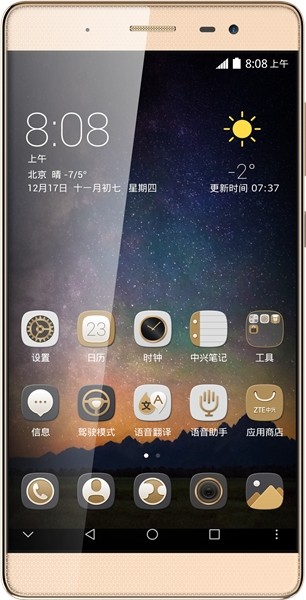 8:08 上午
8:08
上午
北京 晴 -7/5°
12月17日 十一月初七 星期四
-2°
更新时间 07:37
23
设置 日历 时钟 中兴笔记 工具
文A
ZTE中兴
信息 驾驶模式 语音翻译 语音助手 应用商店